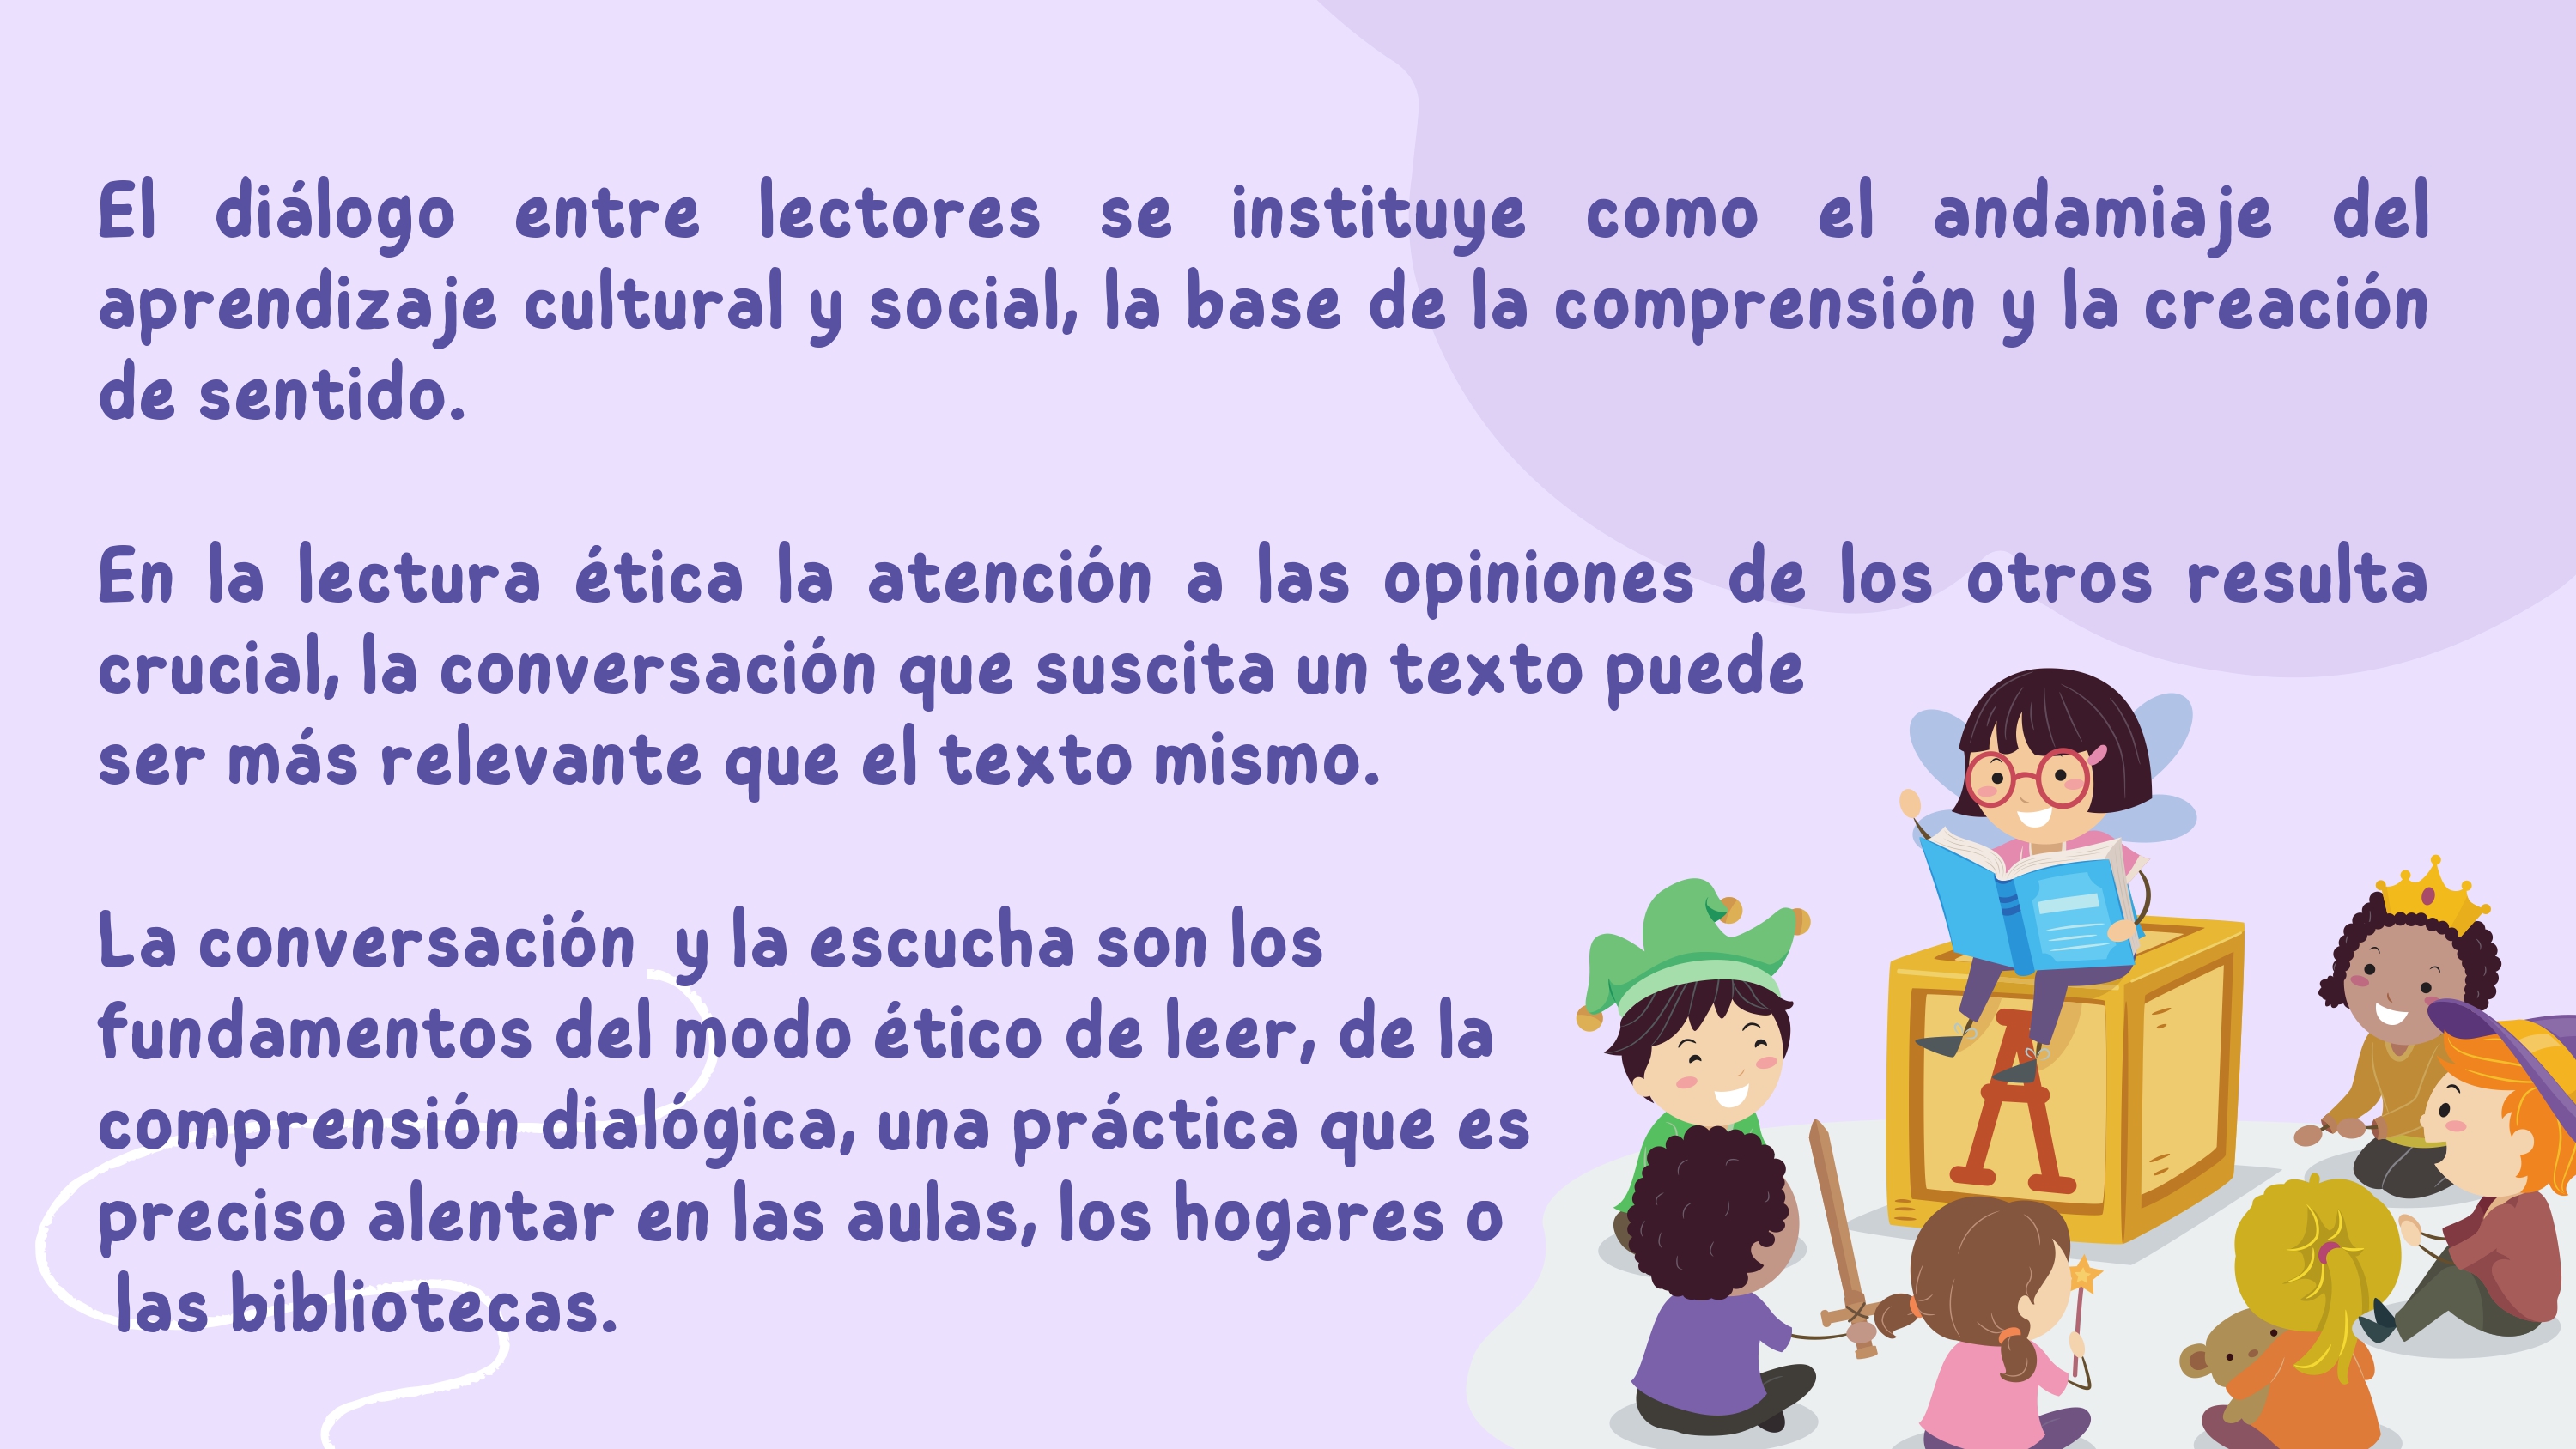 El diálogo entre lectores se instituye como el andamiaje del
aprendizaje cultural y social, la base de la comprensión y la creación
de sentido.
En la lectura ética la atención a las opiniones de los otros resulta
crucial, la conversación que suscita un texto puede
ser más relevante que el texto mismo.
La conversación y la escucha son los
fundamentos del modo ético de leer, de la
comprensión dialógica, una práctica que es
preciso alentar en las aulas, los hogares o
las bibliotecas.
A